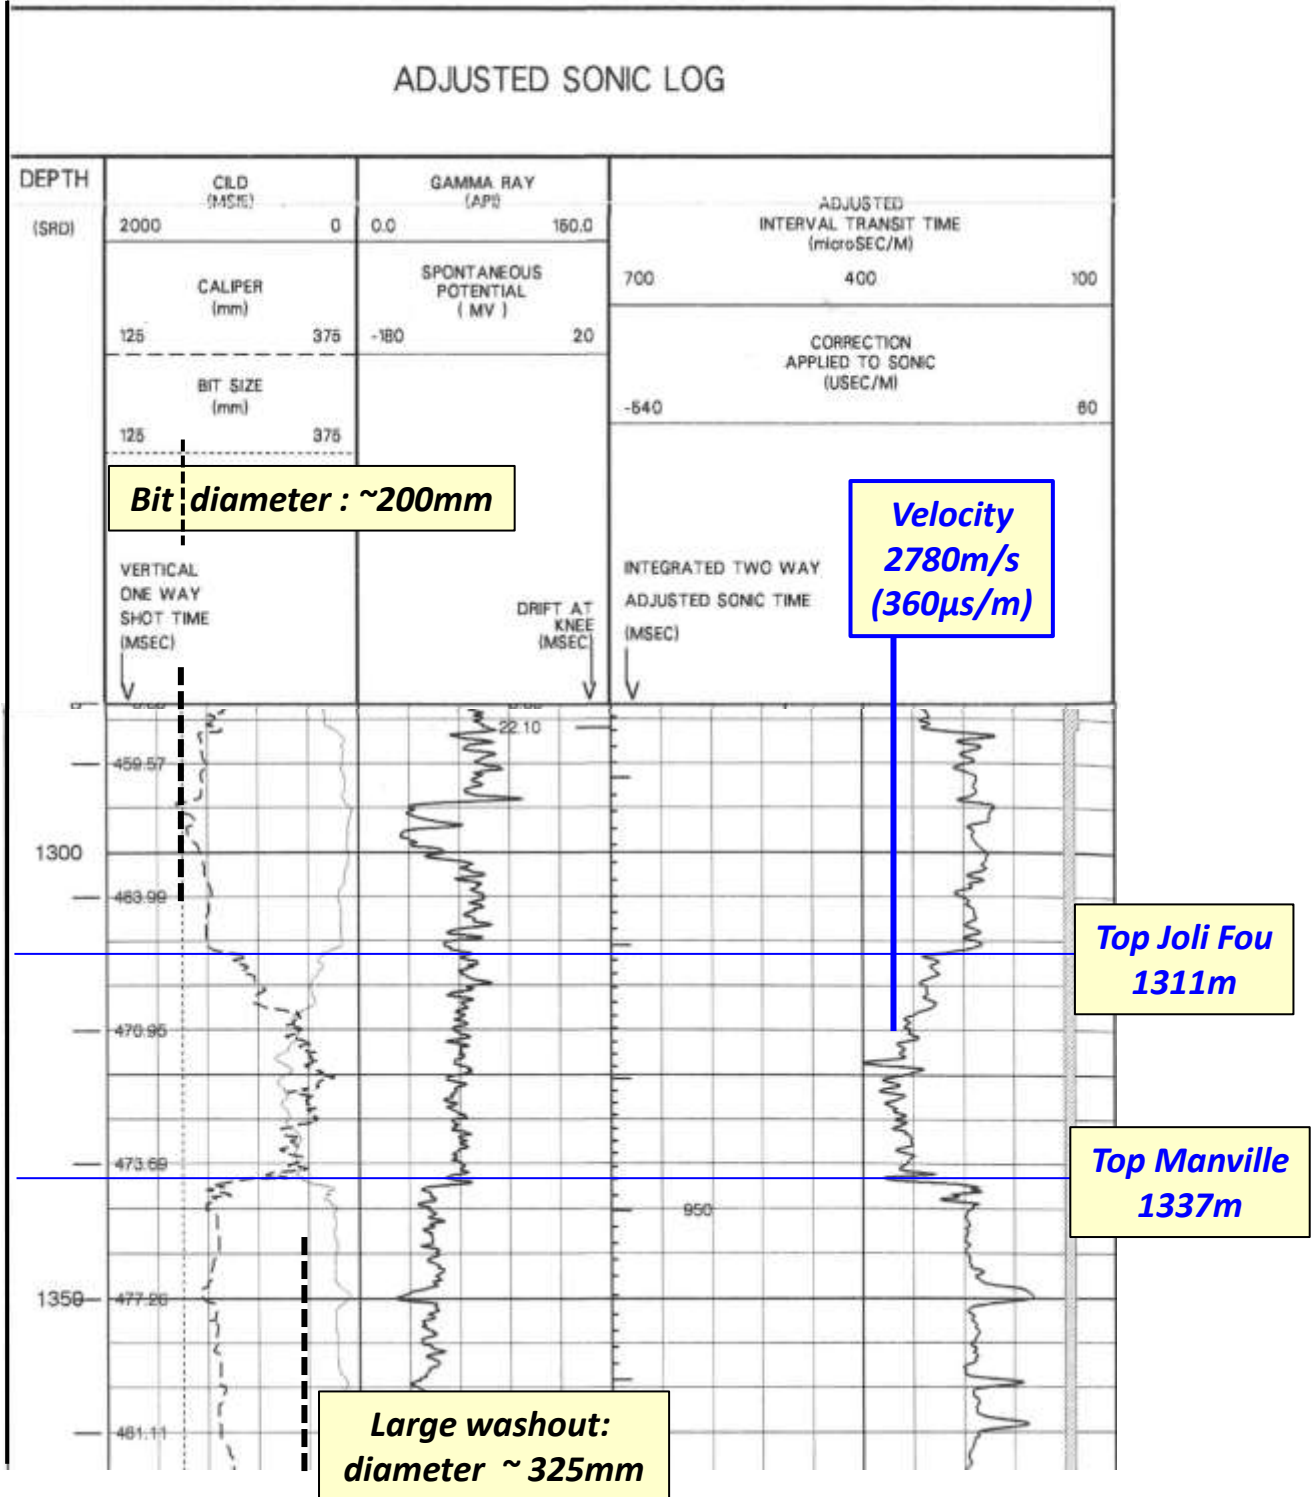 ADJUSTED SONIC LOG
DEPTH
(SRD)
CILD
(MS/E)
2000 0
CALIPER
(mm)
125 375
BIT SIZE
(mm)
125 375
GAMMA RAY
(API)
0.0 150.0
SPONTANEOUS
POTENTIAL
( MV )
-180 20
ADJUSTED
INTERVAL TRANSIT TIME
(microSEC/M)
700 400 100
CORRECTION
APPLIED TO SONIC
(USEC/M)
-540 60
Bit diameter : ~200mm
Velocity
2780m/s
(360µs/m)
VERTICAL
ONE WAY
SHOT TIME
(MSEC)
DRIFT AT
KNEE
(MSEC)
INTEGRATED TWO WAY
ADJUSTED SONIC TIME
(MSEC)
22.10
459.57
1300
463.99
Top Joli Fou
1311m
470.95
473.69
Top Manville
1337m
950
1350
477.26
Large washout:
diameter ~ 325mm
481.11